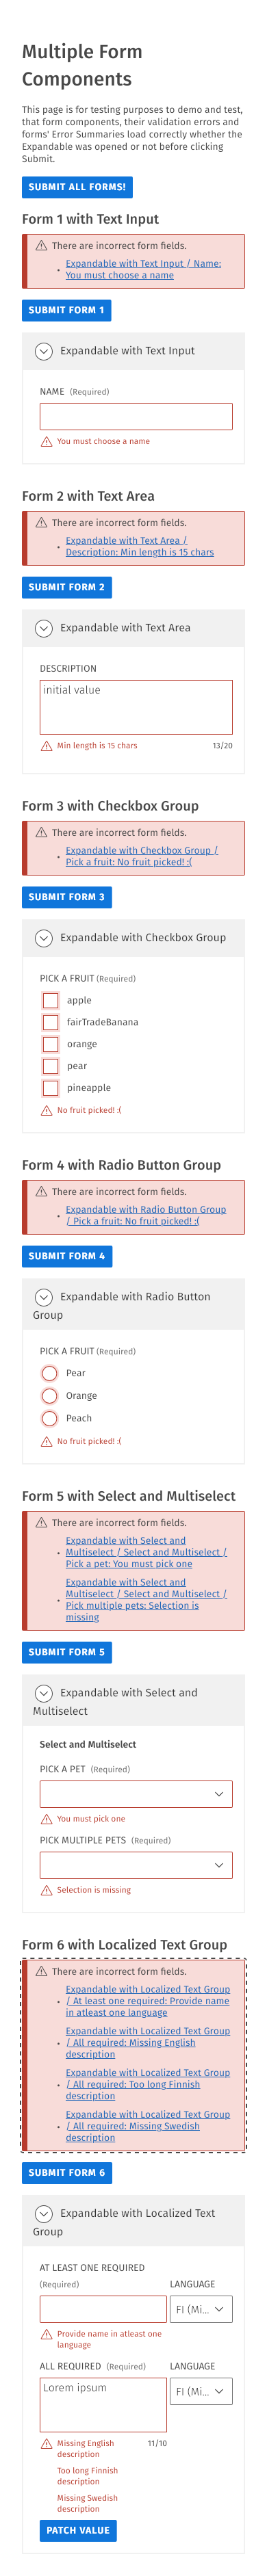 Multiple Form
Components
This page is for testing purposes to demo and test,
that form components, their validation errors and
forms' Error Summaries load correctly whether the
Expandable was opened or not before clicking
Submit.
SUBMIT ALL FORMS!
Form 1 with Text Input
There are incorrect form fields.
Expandable with Text Input / Name:
You must choose a name
SUBMIT FORM 1
Expandable with Text Input
NAME (Required)
You must choose a name
Form 2 with Text Area
There are incorrect form fields.
Expandable with Text Area /
Description: Min length is 15 chars
SUBMIT FORM 2
Expandable with Text Area
DESCRIPTION
initial value
Min length is 15 chars 13/20
Form 3 with Checkbox Group
There are incorrect form fields.
Expandable with Checkbox Group /
Pick a fruit: No fruit picked! :(
SUBMIT FORM 3
Expandable with Checkbox Group
PICK A FRUIT (Required)
apple
fairTradeBanana
orange
pear
pineapple
No fruit picked! :(
Form 4 with Radio Button Group
There are incorrect form fields.
Expandable with Radio Button Group
/ Pick a fruit: No fruit picked! :(
SUBMIT FORM 4
Expandable with Radio Button
Group
PICK A FRUIT (Required)
Pear
Orange
Peach
No fruit picked! :(
Form 5 with Select and Multiselect
There are incorrect form fields.
Expandable with Select and
Multiselect / Select and Multiselect /
Pick a pet: You must pick one
Expandable with Select and
Multiselect / Select and Multiselect /
Pick multiple pets: Selection is
missing
SUBMIT FORM 5
Expandable with Select and
Multiselect
Select and Multiselect
PICK A PET (Required)
You must pick one
PICK MULTIPLE PETS (Required)
Selection is missing
Form 6 with Localized Text Group
There are incorrect form fields.
Expandable with Localized Text Group
/ At least one required: Provide name
in atleast one language
Expandable with Localized Text Group
/ All required: Missing English
description
Expandable with Localized Text Group
/ All required: Too long Finnish
description
Expandable with Localized Text Group
/ All required: Missing Swedish
description
SUBMIT FORM 6
Expandable with Localized Text
Group
AT LEAST ONE REQUIRED
(Required) LANGUAGE
FI (Mi...
Provide name in atleast one
language
ALL REQUIRED (Required) LANGUAGE
Lorem ipsum FI (Mi...
Missing English 11/10
description
Too long Finnish
description
Missing Swedish
description
PATCH VALUE